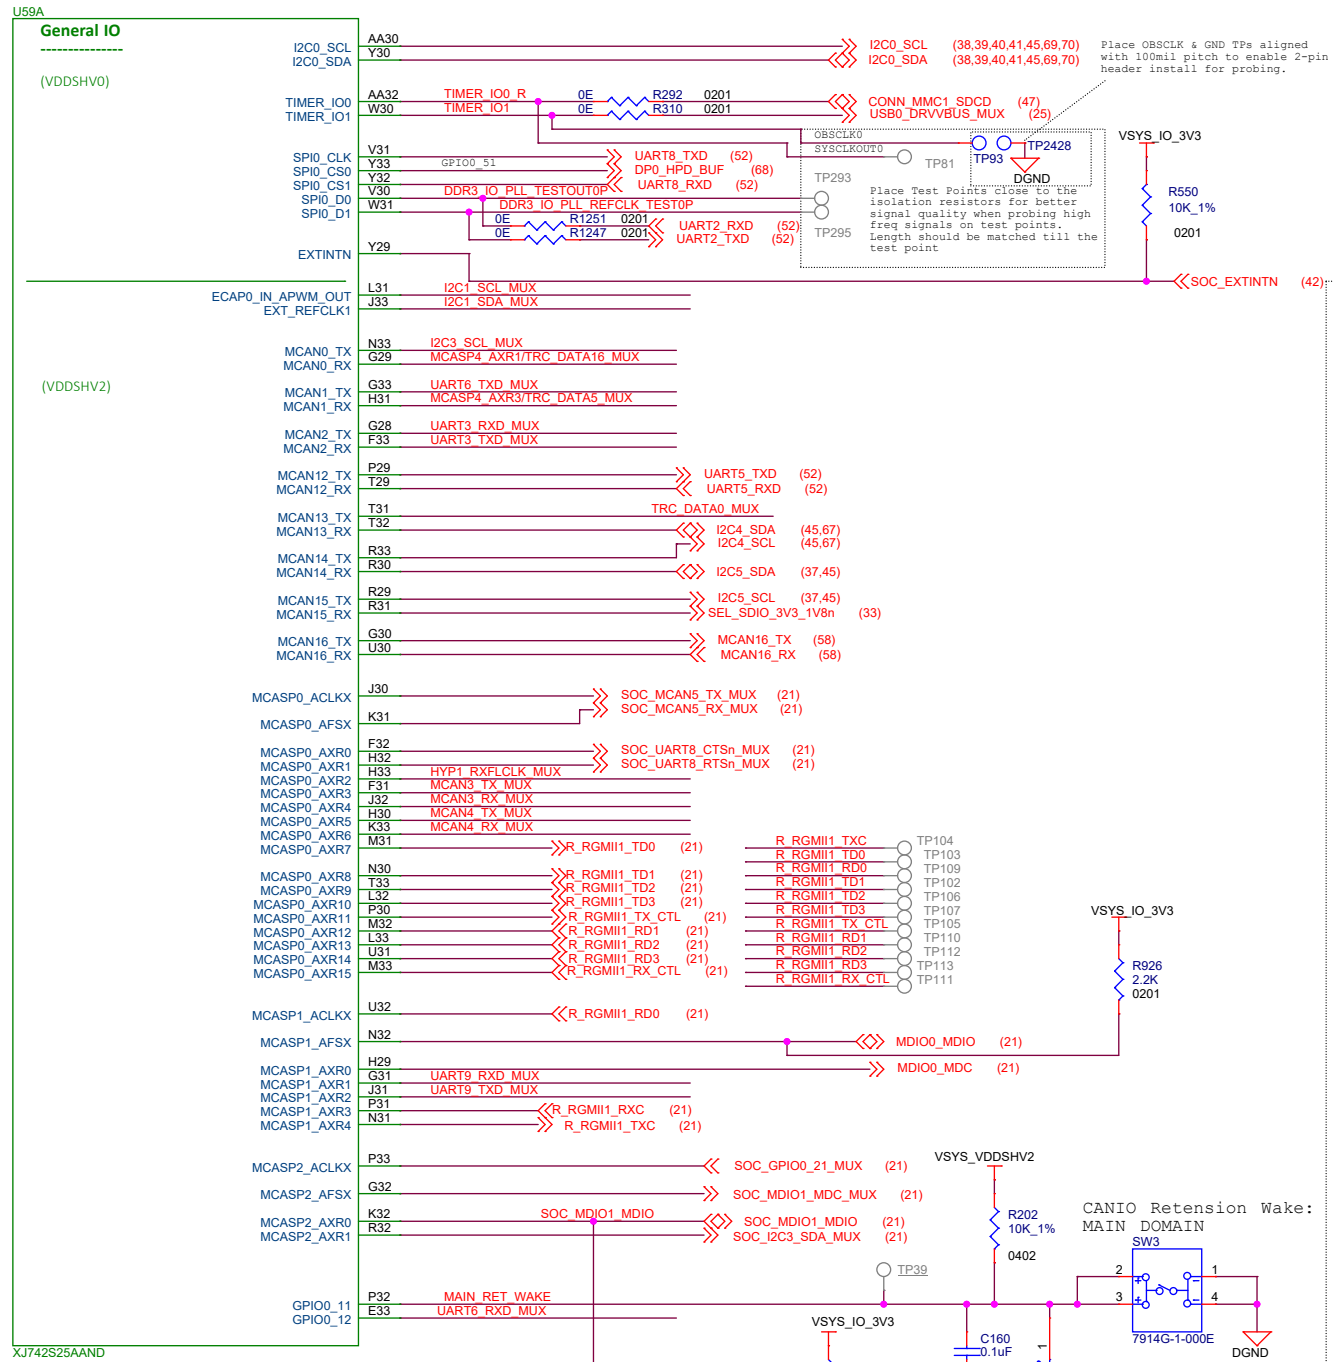 U59A
General IO
---------------
(VDDSHV0)
I2C0_SCL AA30 I2C0_SCL (38,39,40,41,45,69,70)
I2C0_SDA Y30 I2C0_SDA (38,39,40,41,45,69,70)
Place OBSCLK & GND TPs aligned
with 100mil pitch to enable 2-pin
header install for probing.
TIMER_IO0 AA32 TIMER_IO0_R 0E R292 0201 CONN_MMC1_SDCD (47)
TIMER_IO1 W30 TIMER_IO1 0E R310 0201 USB0_DRVVBUS_MUX (25)
OBSCLK0
SYSCLKOUT0
TP81
TP93
TP2428
DGND
VSYS_IO_3V3
R550
10K_1%
0201
SPI0_CLK V31 UART8_TXD (52)
SPI0_CS0 Y33 GPIO0_51 DP0_HPD_BUF (68)
SPI0_CS1 Y32 UART8_RXD (52)
SPI0_D0 V30 DDR3_IO_PLL_TESTOUT0P TP293
SPI0_D1 W31 DDR3_IO_PLL_REFCLK_TEST0P TP295
0E R1251 0201 UART2_RXD (52)
0E R1247 0201 UART2_TXD (52)
Place Test Points close to the
isolation resistors for better
signal quality when probing high
freq signals on test points.
Length should be matched till the
test point
EXTINTN Y29 SOC_EXTINTN (42)
ECAP0_IN_APWM_OUT L31 I2C1_SCL_MUX
EXT_REFCLK1 J33 I2C1_SDA_MUX
(VDDSHV2)
MCAN0_TX N33 I2C3_SCL_MUX
MCAN0_RX G29 MCASP4_AXR1/TRC_DATA16_MUX
MCAN1_TX G33 UART6_TXD_MUX
MCAN1_RX H31 MCASP4_AXR3/TRC_DATA5_MUX
MCAN2_TX G28 UART3_RXD_MUX
MCAN2_RX F33 UART3_TXD_MUX
MCAN12_TX P29 UART5_TXD (52)
MCAN12_RX T29 UART5_RXD (52)
MCAN13_TX T31 TRC_DATA0_MUX
MCAN13_RX T32 I2C4_SDA (45,67)
MCAN14_TX R33 I2C4_SCL (45,67)
MCAN14_RX R30 I2C5_SDA (37,45)
MCAN15_TX R29 I2C5_SCL (37,45)
MCAN15_RX R31 SEL_SDIO_3V3_1V8n (33)
MCAN16_TX G30 MCAN16_TX (58)
MCAN16_RX U30 MCAN16_RX (58)
MCASP0_ACLKX J30 SOC_MCAN5_TX_MUX (21)
MCASP0_AFSX K31 SOC_MCAN5_RX_MUX (21)
MCASP0_AXR0 F32 SOC_UART8_CTSn_MUX (21)
MCASP0_AXR1 H32 SOC_UART8_RTSn_MUX (21)
MCASP0_AXR2 H33 HYP1_RXFLCLK_MUX
MCASP0_AXR3 F31 MCAN3_TX_MUX
MCASP0_AXR4 J32 MCAN3_RX_MUX
MCASP0_AXR5 H30 MCAN4_TX_MUX
MCASP0_AXR6 K33 MCAN4_RX_MUX
MCASP0_AXR7 M31 R_RGMII1_TD0 (21)
MCASP0_AXR8 N30 R_RGMII1_TD1 (21)
MCASP0_AXR9 T33 R_RGMII1_TD2 (21)
MCASP0_AXR10 L32 R_RGMII1_TD3 (21)
MCASP0_AXR11 P30 R_RGMII1_TX_CTL (21)
MCASP0_AXR12 M32 R_RGMII1_RD1 (21)
MCASP0_AXR13 L33 R_RGMII1_RD2 (21)
MCASP0_AXR14 U31 R_RGMII1_RD3 (21)
MCASP0_AXR15 M33 R_RGMII1_RX_CTL (21)
R_RGMII1_TXC TP104
R_RGMII1_TD0 TP103
R_RGMII1_RD0 TP109
R_RGMII1_TD1 TP102
R_RGMII1_TD2 TP106
R_RGMII1_TD3 TP107
R_RGMII1_TX_CTL TP105
R_RGMII1_RD1 TP110
R_RGMII1_RD2 TP112
R_RGMII1_RD3 TP113
R_RGMII1_RX_CTL TP111
VSYS_IO_3V3
R926
2.2K
0201
MCASP1_ACLKX U32 R_RGMII1_RD0 (21)
MCASP1_AFSX N32 MDIO0_MDIO (21)
MCASP1_AXR0 H29 MDIO0_MDC (21)
MCASP1_AXR1 G31 UART9_RXD_MUX
MCASP1_AXR2 J31 UART9_TXD_MUX
MCASP1_AXR3 P31 R_RGMII1_RXC (21)
MCASP1_AXR4 N31 R_RGMII1_TXC (21)
MCASP2_ACLKX P33 SOC_GPIO0_21_MUX (21)
MCASP2_AFSX G32 SOC_MDIO1_MDC_MUX (21)
MCASP2_AXR0 K32 SOC_MDIO1_MDIO SOC_MDIO1_MDIO (21)
MCASP2_AXR1 R32 SOC_I2C3_SDA_MUX (21)
VSYS_VDDSHV2
R202
10K_1%
0402
CANIO Retension Wake:
MAIN DOMAIN
SW3
2 1
3 4
7914G-1-000E
DGND
TP39
GPIO0_11 P32 MAIN_RET_WAKE
GPIO0_12 E33 UART6_RXD_MUX
VSYS_IO_3V3
C160
0.1uF
1
XJ742S25AAND